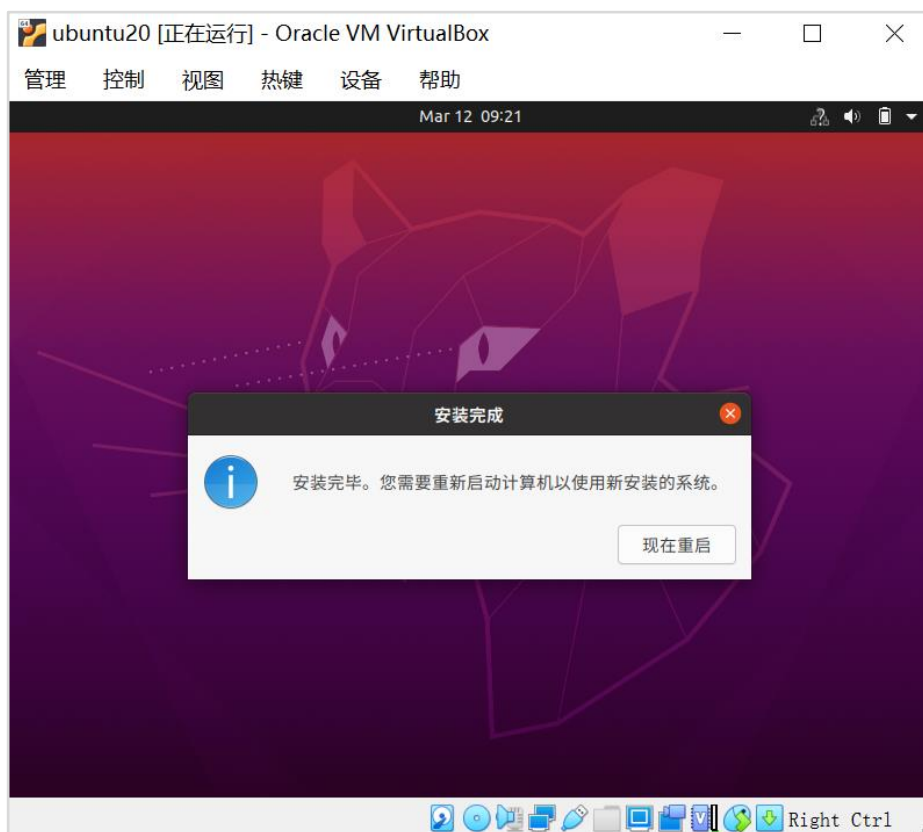 ubuntu20 [正在运行] - Oracle VM VirtualBox
管理 控制 视图 热键 设备 帮助
Mar 12 09:21
安装完成
安装完毕。您需要重新启动计算机以使用新安装的系统。
现在重启
Right Ctrl